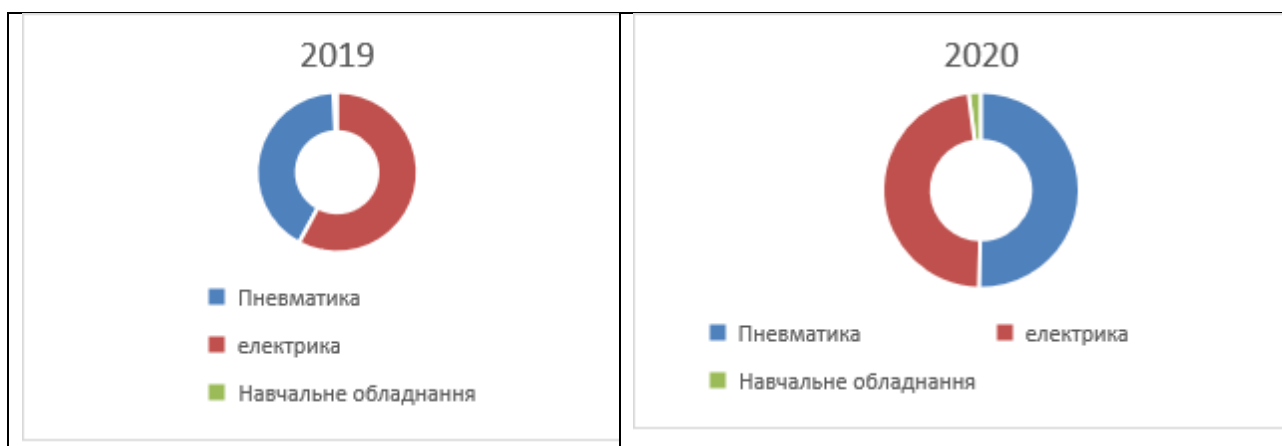 2019
Пневматика
електрика
Навчальне обладнання
2020
Пневматика електрика
Навчальне обладнання